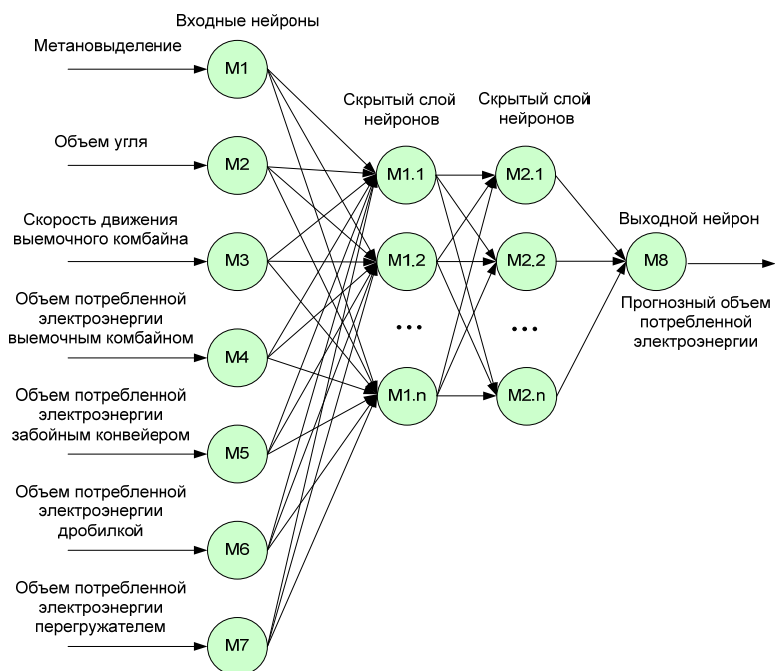 Входные нейроны
Метановыделение
M1
Объем угля
M2
Скорость движения
выемочного комбайна
M3
Объем потребленной
электроэнергии
выемочным комбайном
M4
Объем потребленной
электроэнергии
забойным конвейером
M5
Объем потребленной
электроэнергии
дробилкой
M6
Объем потребленной
электроэнергии
перегружателем
M7
Скрытый слой
нейронов
M1.1
M1.2
...
M1.n
Скрытый слой
нейронов
M2.1
M2.2
...
M2.n
Выходной нейрон
M8
Прогнозный объем
потребленной
электроэнергии